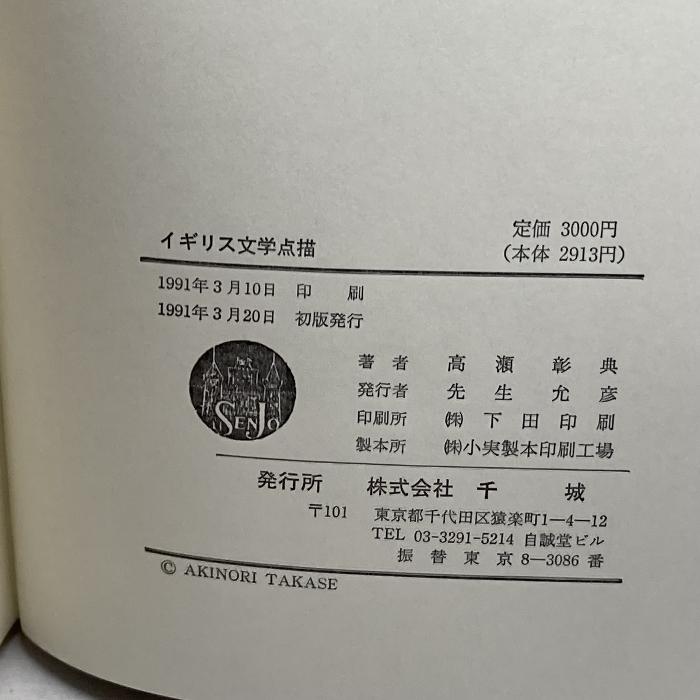 イギリス文学点描
定価 3000円
(本体 2913円)
1991年3月10日 印 刷
1991年3月20日 初版発行
SENJO
著 者 高 瀬 彰 典
発行者 先 生 允 彦
印刷所 ㈱ 下 田 印 刷
製本所 ㈱小実製本印刷工場
発行所 株式会社 千 城
〒101 東京都千代田区猿楽町1―4―12
TEL 03-3291-5214 自誠堂ビル
振 替 東 京 8―3086 番
© AKINORI TAKASE